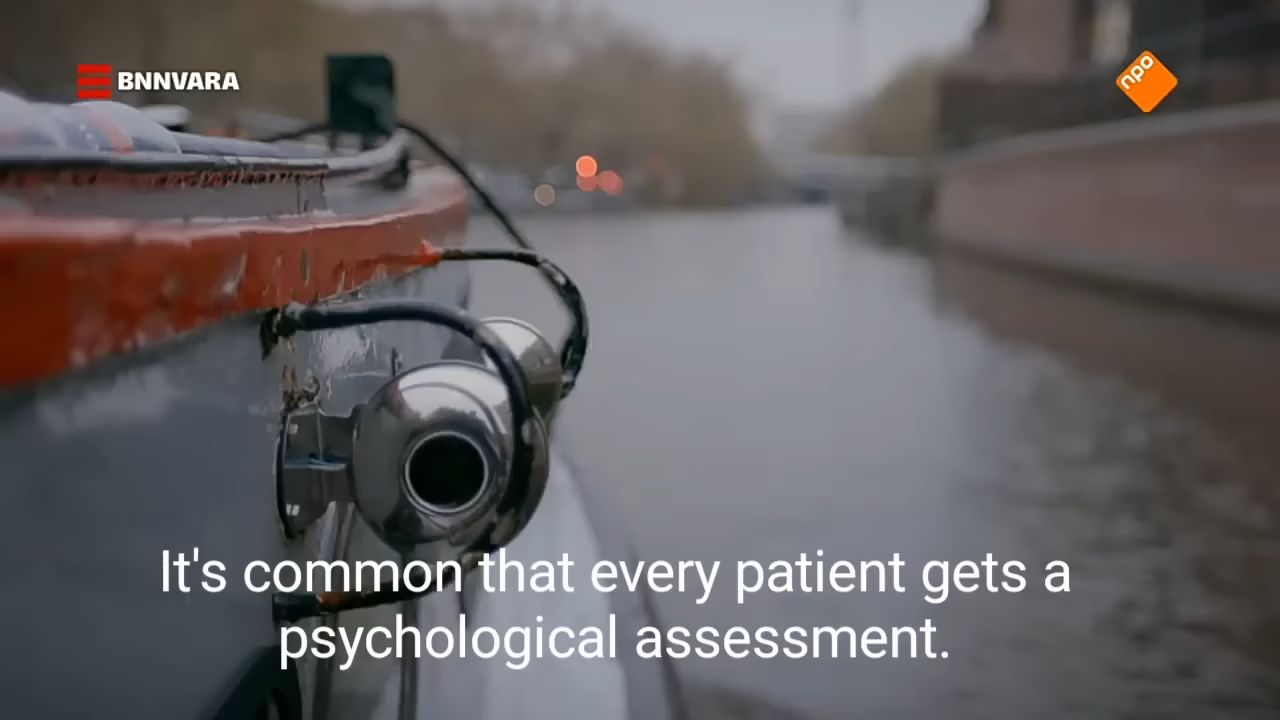 BNNVARA
npo
It's common that every patient gets a
psychological assessment.